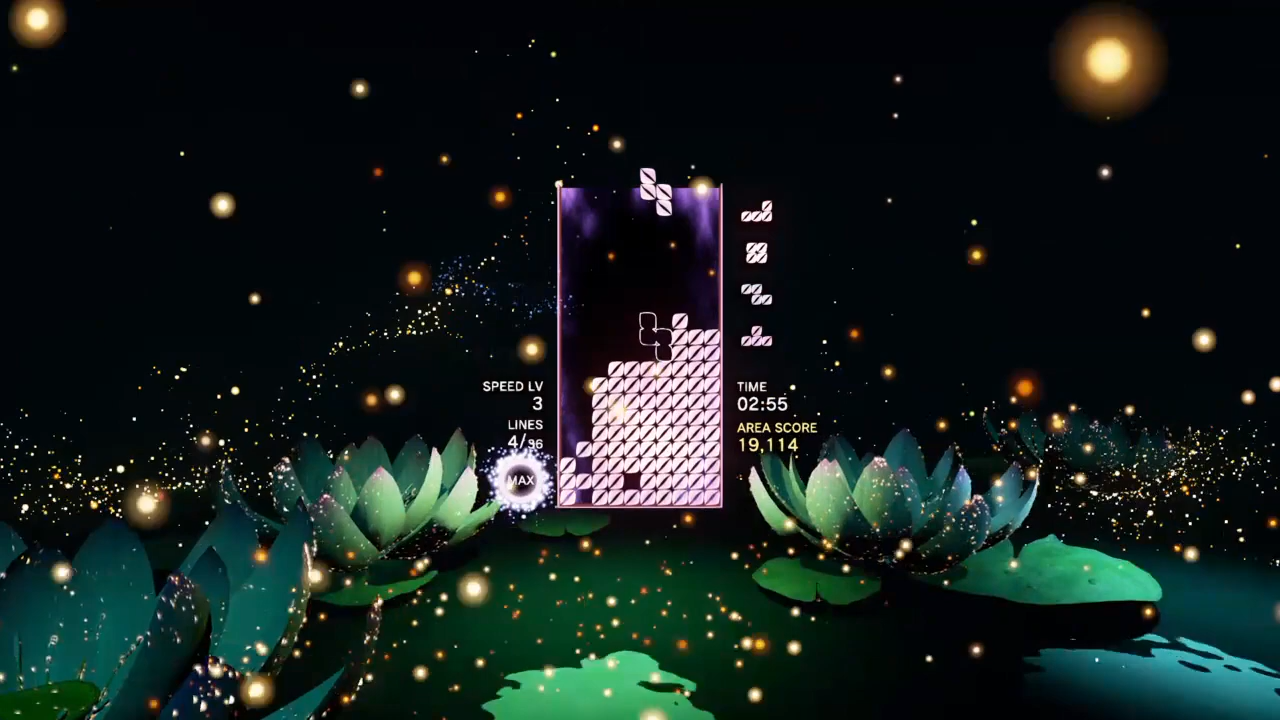 SPEED LV
3
LINES
4/96
MAX
TIME
02:55
AREA SCORE
19,114